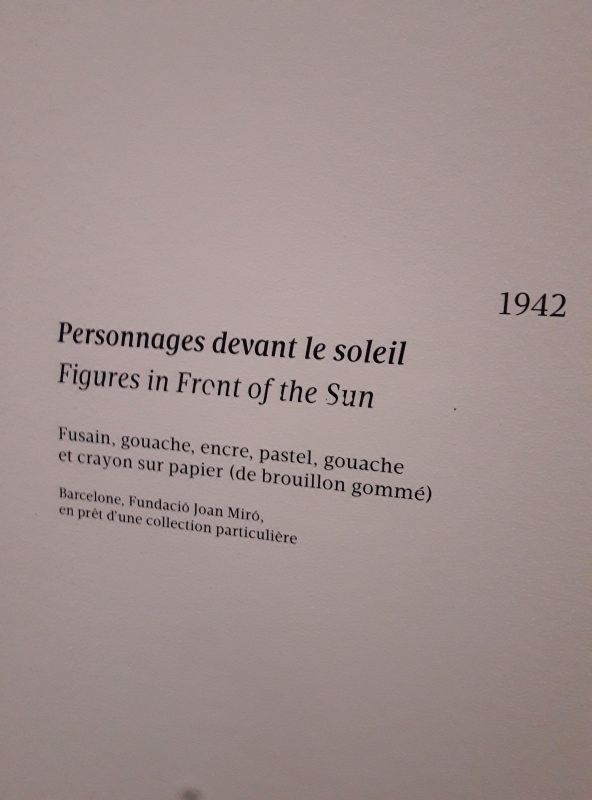 1942
Personnages devant le soleil
Figures in Front of the Sun
Fusain, gouache, encre, pastel, gouache
et crayon sur papier (de brouillon gommé)
Barcelone, Fundació Joan Miró,
en prêt d'une collection particulière